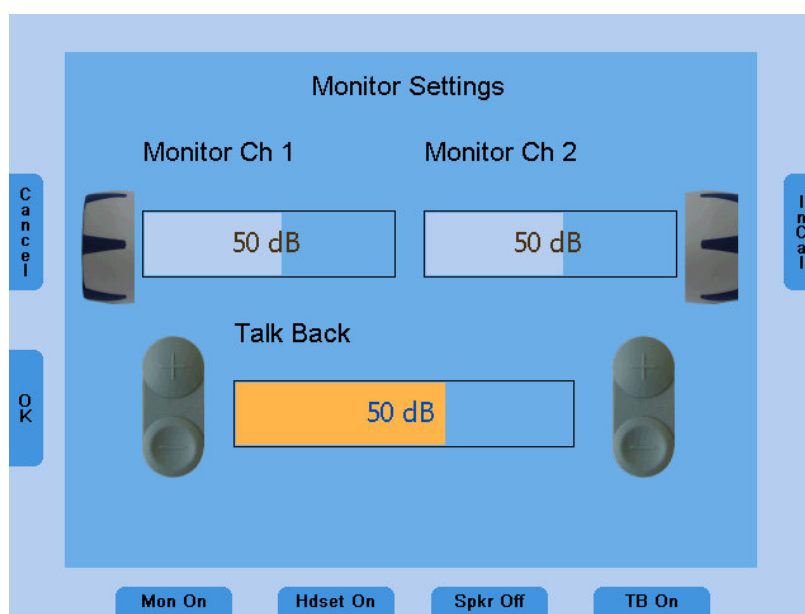 Monitor Settings
Monitor Ch 1
Monitor Ch 2
Cancel
InCal
50 dB
50 dB
Talk Back
OK
50 dB
Mon On
Hdset On
Spkr Off
TB On